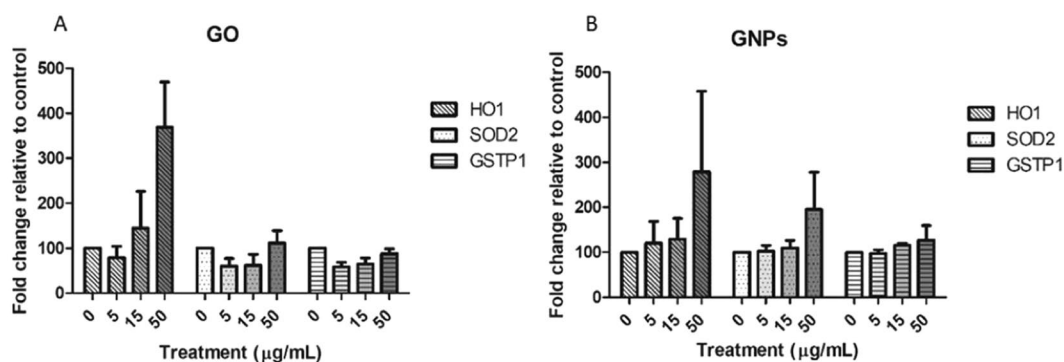 A
GO
Fold change relative to control
500
400
300
200
100
0
0 5 15 50 0 5 15 50 0 5 15 50
Treatment (μg/mL)
HO1
SOD2
GSTP1
B
GNPs
Fold change relative to control
500
400
300
200
100
0
0 5 15 50 0 5 15 50 0 5 15 50
Treatment (μg/mL)
HO1
SOD2
GSTP1